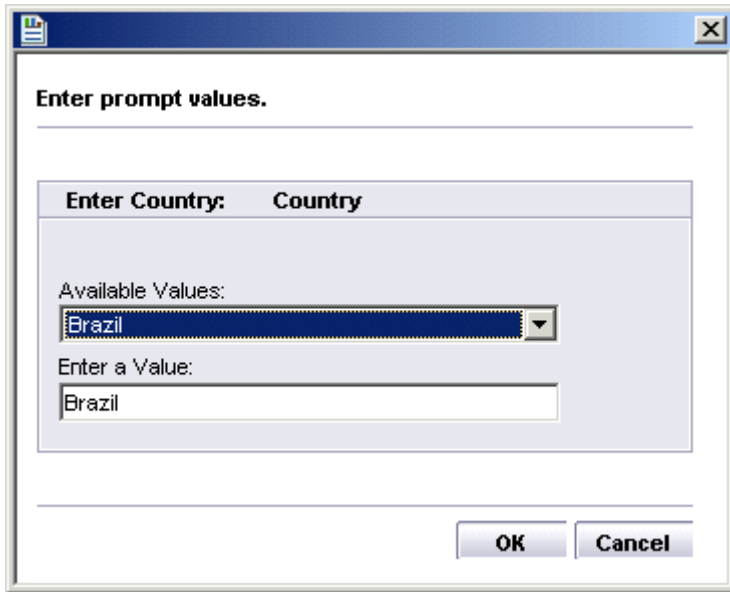 Enter prompt values.
Enter Country: Country
Available Values:
Brazil
Enter a Value:
Brazil
OK Cancel